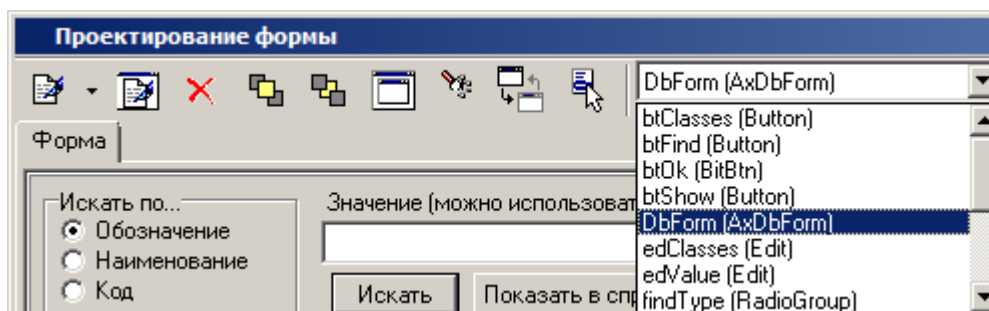 Проектирование формы
DbForm (AxDbForm)
btClasses (Button)
btFind (Button)
btOk (BitBtn)
btShow (Button)
DbForm (AxDbForm)
edClasses (Edit)
edValue (Edit)
findType (RadioGroup)
Форма
Искать по...
Обозначение
Наименование
Код
Значение (можно использоват
Искать
Показать в спр